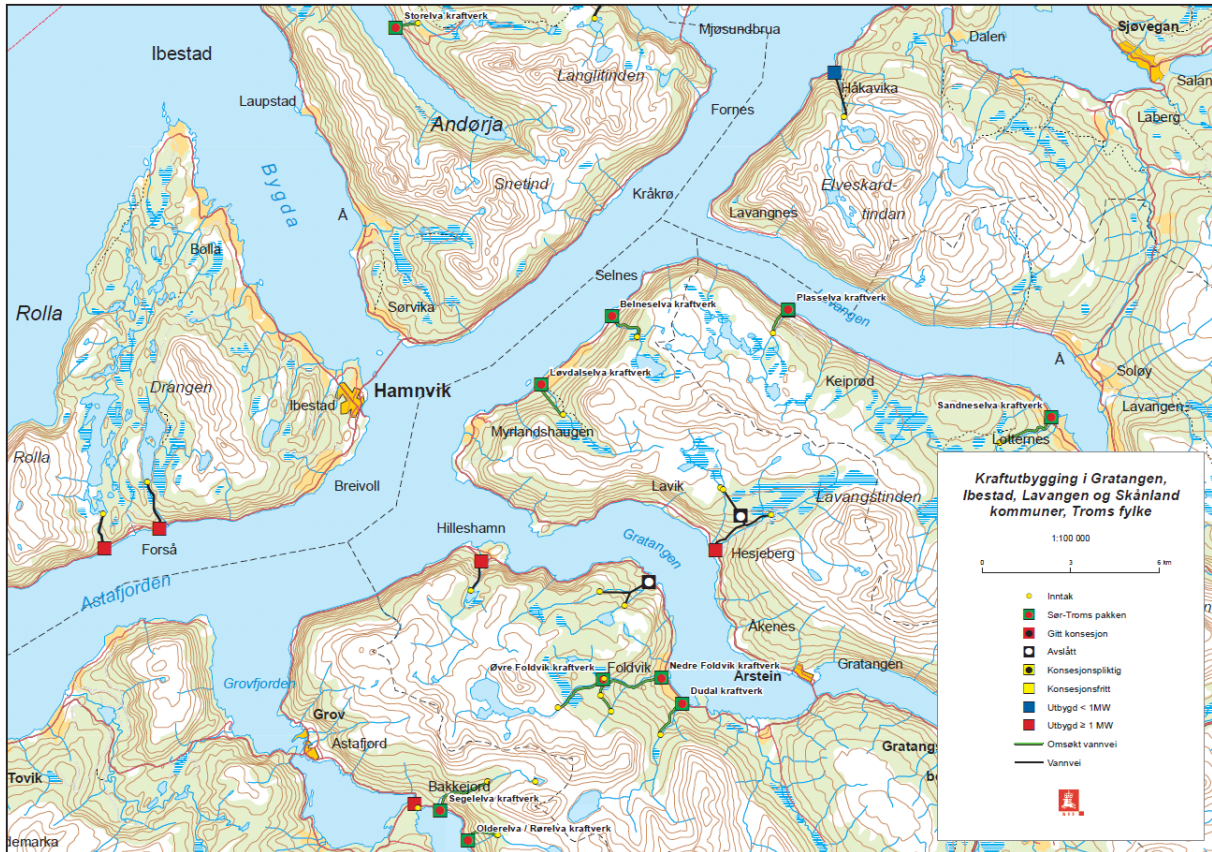 Storelva kraftverk
Mjøsundbrua
Dalen
Sjøvegan
Ibestad
Langlitinden
Salan
Håkavika
Laupstad
Fornes
Laberg
Andørja
Bygda
Snetind
Elveskard-
tindan
Kråkrø
Å
Lavangnes
Bolla
Selnes
Rolla
Sørvika
Belneselva kraftverk
Plasselva kraftverk
Å
Soløy
Løvdalselva kraftverk
Keiprød
Drangen
Hamnvik
Ibestad
Sandneselva kraftverk
Lavangen
Myrlandshaugen
Lotternes
Rolla
Breivoll
Lavik
Lavangstinden
Hilleshamn
Gratangen
Forså
Hesjeberg
Astafjorden
Åkenes
Øvre Foldvik kraftverk
Foldvik
Nedre Foldvik kraftverk
Gratangen
Arstein
Grovfjorden
Dudal kraftverk
Grov
Astafjord
Gratangs
Tovik
bo
Bakkejord
Segelelva kraftverk
Olderelva / Rørelva kraftverk
demarka
Kraftutbygging i Gratangen,
Ibestad, Lavangen og Skånland
kommuner, Troms fylke
1:100 000
0 3 6 km
Inntak
Sør-Troms pakken
Gitt konsesjon
Avslått
Konsesjonspliktig
Konsesjonsfritt
Utbygd < 1MW
Utbygd ≥ 1 MW
Omsøkt vannvei
Vannvei